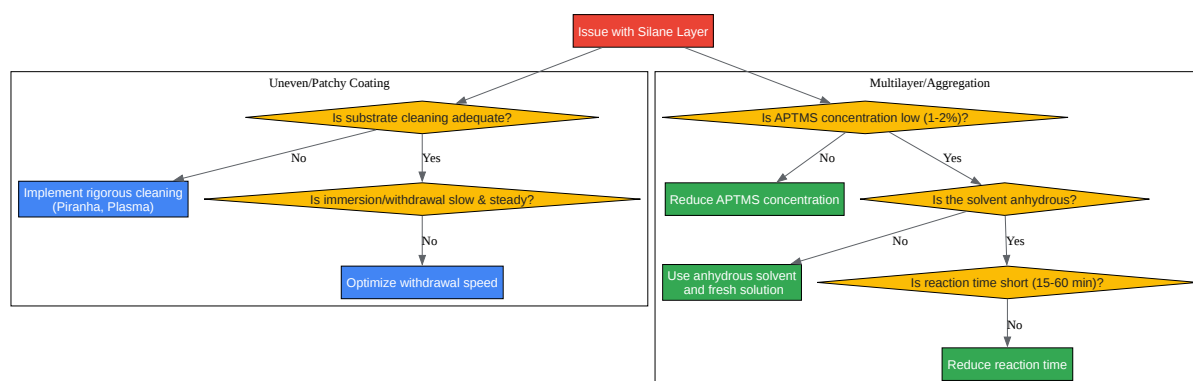 Issue with Silane Layer
Uneven/Patchy Coating
Multilayer/Aggregation
Is substrate cleaning adequate?
Is APTMS concentration low (1-2%)?
No
Yes
No
Yes
Implement rigorous cleaning
(Piranha, Plasma)
Is immersion/withdrawal slow & steady?
Reduce APTMS concentration
Is the solvent anhydrous?
No
No
Yes
Optimize withdrawal speed
Use anhydrous solvent
and fresh solution
Is reaction time short (15-60 min)?
No
Reduce reaction time